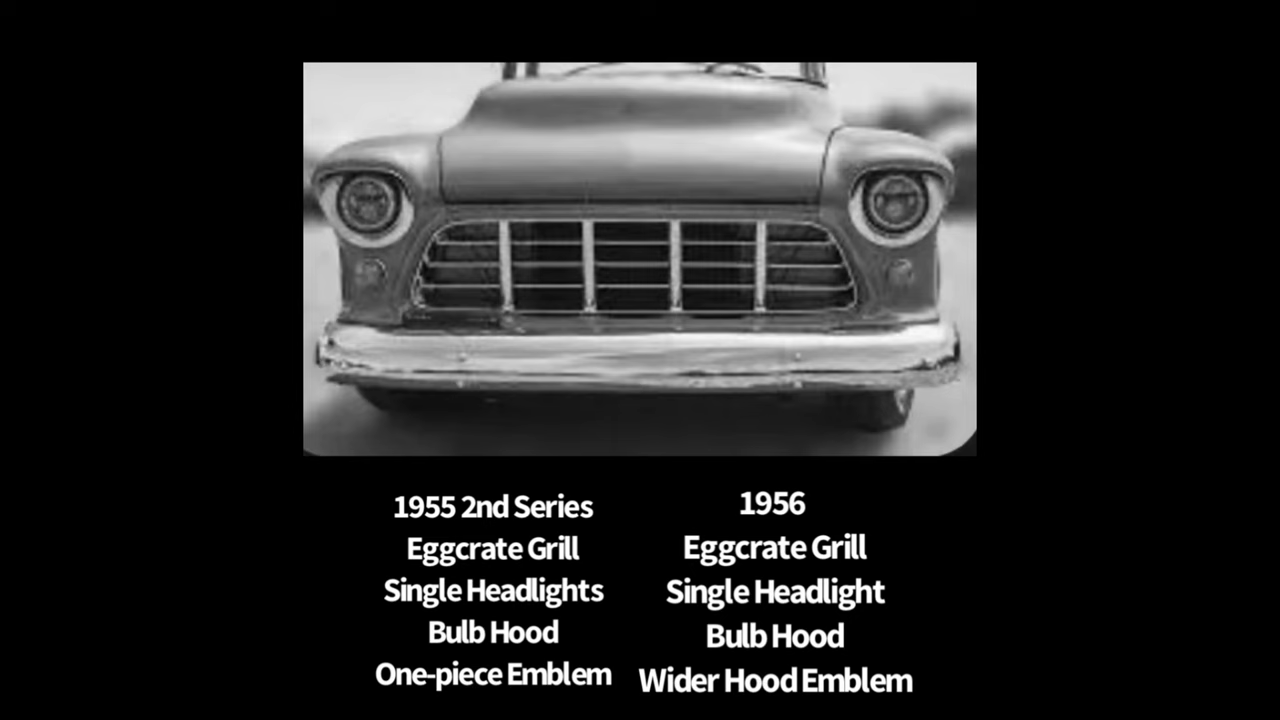 1955 2nd Series
Eggcrate Grill
Single Headlights
Bulb Hood
One-piece Emblem
1956
Eggcrate Grill
Single Headlight
Bulb Hood
Wider Hood Emblem